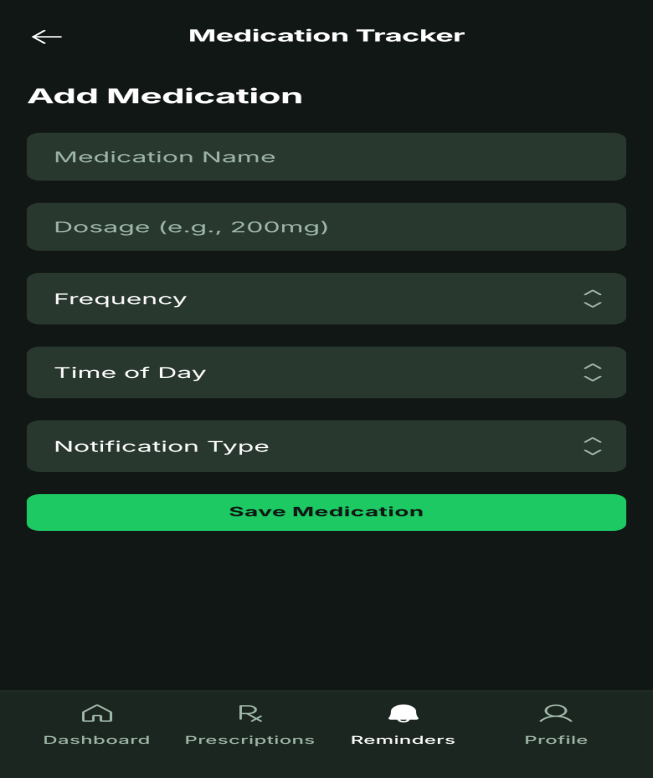 Medication Tracker
Add Medication
Medication Name
Dosage (e.g., 200mg)
Frequency
Time of Day
Notification Type
Save Medication
Dashboard Prescriptions Reminders Profile